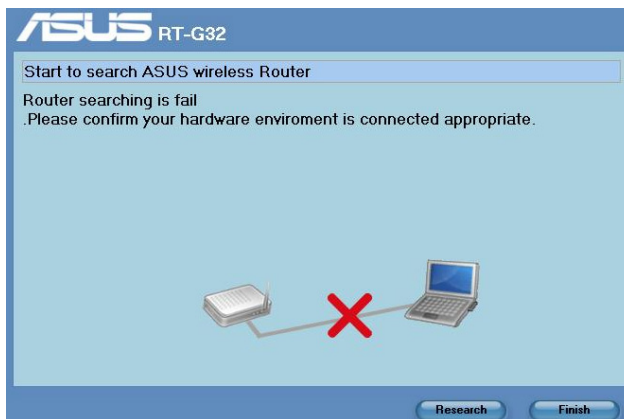 ASUS RT-G32
Start to search ASUS wireless Router
Router searching is fail
.Please confirm your hardware enviroment is connected appropriate.
Research Finish